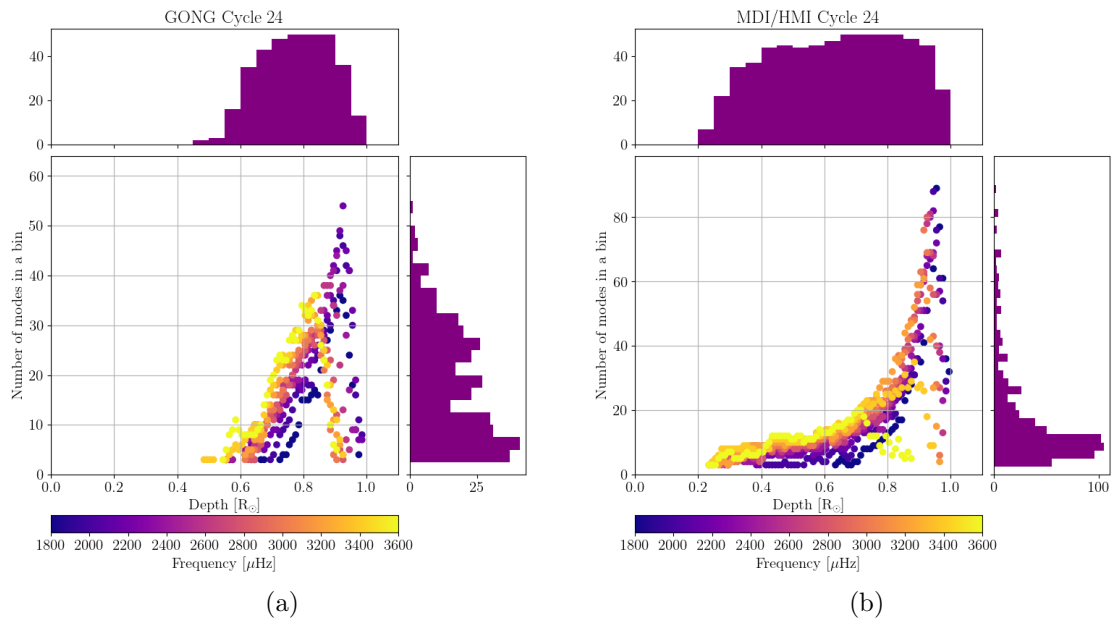 GONG Cycle 24
40
20
0
60
50
40
30
20
10
0
Number of modes in a bin
0.0 0.2 0.4 0.6 0.8 1.0
Depth [R⊙]
0 25
1800 2000 2200 2400 2600 2800 3000 3200 3400 3600
Frequency [μHz]
(a)
MDI/HMI Cycle 24
40
20
0
80
60
40
20
0
Number of modes in a bin
0.0 0.2 0.4 0.6 0.8 1.0
Depth [R⊙]
0 100
1800 2000 2200 2400 2600 2800 3000 3200 3400 3600
Frequency [μHz]
(b)